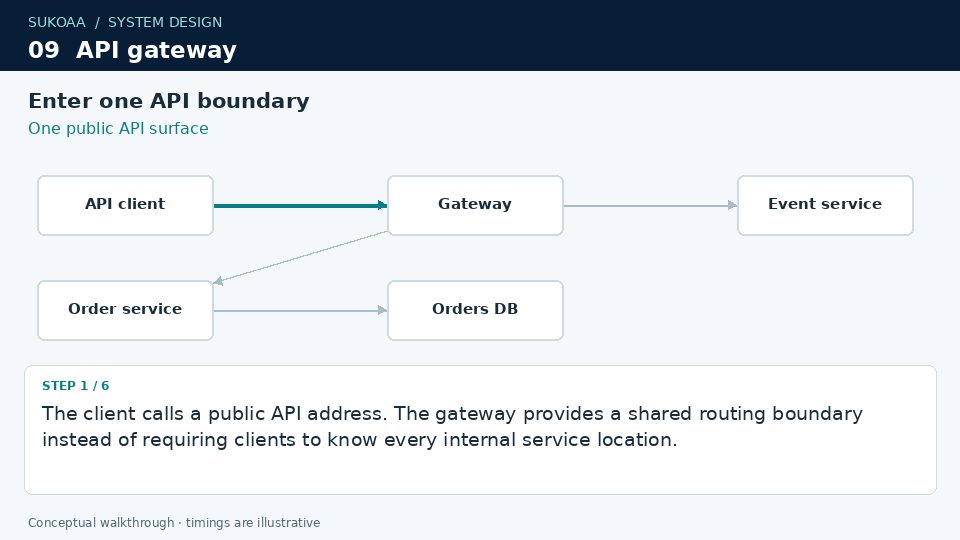 SUKOAA / SYSTEM DESIGN
09 API gateway
Enter one API boundary
One public API surface
API client
Gateway
Event service
Order service
Orders DB
STEP 1 / 6
The client calls a public API address. The gateway provides a shared routing boundary
instead of requiring clients to know every internal service location.
Conceptual walkthrough · timings are illustrative